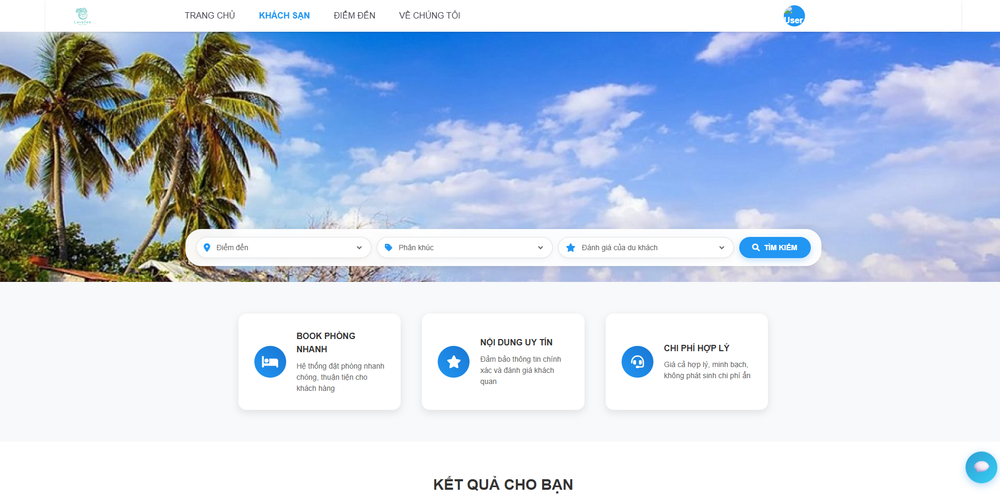 Lavalise
TRANG CHỦ
KHÁCH SẠN
ĐIỂM ĐẾN
VỀ CHÚNG TÔI
User
Điểm đến
Phân khúc
Đánh giá của du khách
TÌM KIẾM
BOOK PHÒNG
NHANH
Hệ thống đặt phòng nhanh
chóng, thuận tiện cho
khách hàng
NỘI DUNG UY TÍN
Đảm bảo thông tin chính
xác và đánh giá khách
quan
CHI PHÍ HỢP LÝ
Giá cả hợp lý, minh bạch,
không phát sinh chi phí ẩn
KẾT QUẢ CHO BẠN